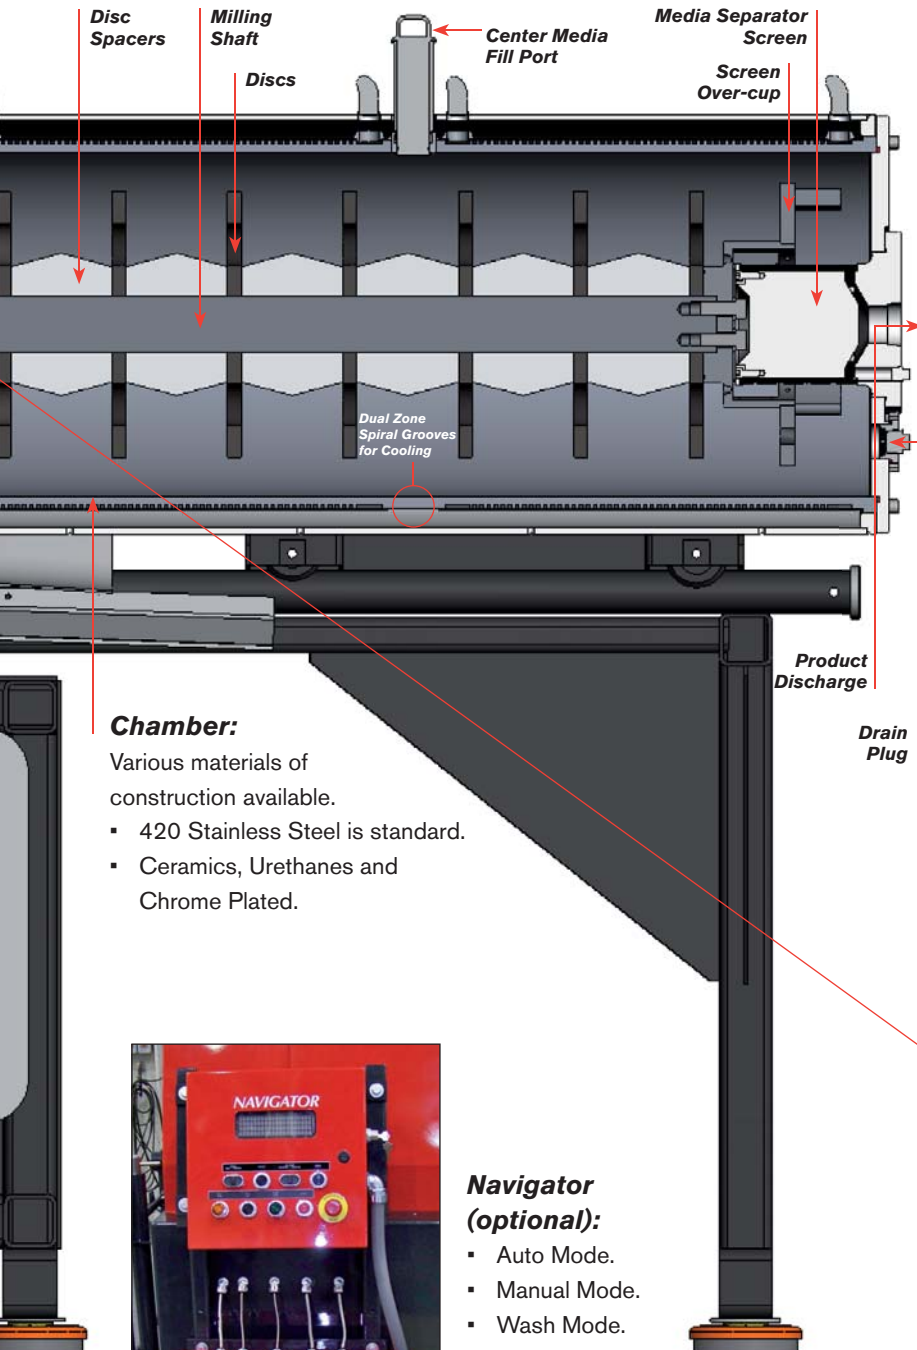 Disc
Spacers
Milling
Shaft
Discs
Center Media
Fill Port
Media Separator
Screen
Screen
Over-cup
Dual Zone
Spiral Grooves
for Cooling
Product
Discharge
Drain
Plug
Chamber:
Various materials of
construction available.
▪ 420 Stainless Steel is standard.
▪ Ceramics, Urethanes and
Chrome Plated.
NAVIGATOR
Navigator
(optional):
▪ Auto Mode.
▪ Manual Mode.
▪ Wash Mode.